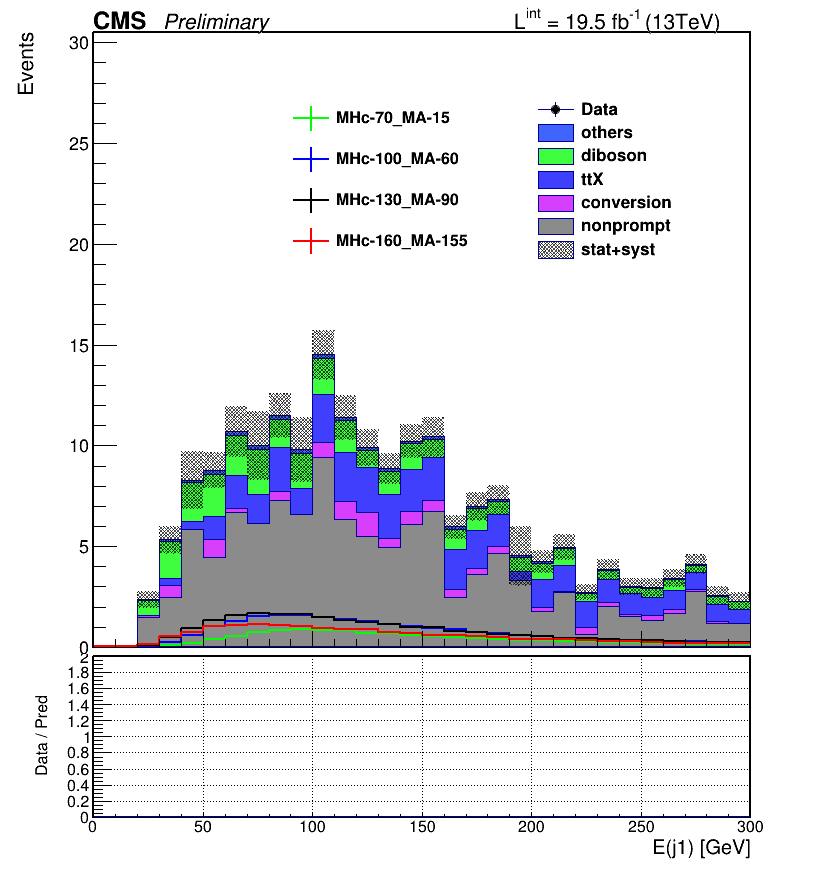 CMS Preliminary
L^int = 19.5 fb^-1 (13TeV)
Events
30
25
20
15
10
5
0
MHc-70_MA-15
MHc-100_MA-60
MHc-130_MA-90
MHc-160_MA-155
Data
others
diboson
ttX
conversion
nonprompt
stat+syst
Data / Pred
2
1.8
1.6
1.4
1.2
1
0.8
0.6
0.4
0.2
0
0 50 100 150 200 250 300
E(j1) [GeV]